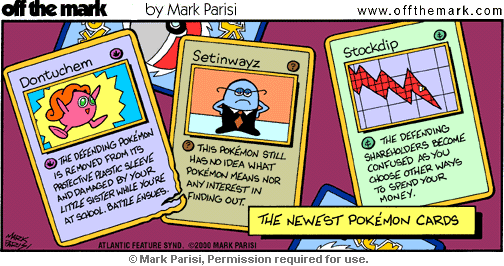 off the mark by Mark Parisi www.offthemark.com
Dontuchem
THE DEFENDING POKéMON
IS REMOVED FROM ITS
PROTECTIVE PLASTIC SLEEVE
AND DAMAGED BY YOUR
LITTLE SISTER WHILE YOU'RE
AT SCHOOL. BATTLE ENSUES.
Setinwayz
?
? THIS POKéMON STILL
HAS NO IDEA WHAT
POKéMON MEANS NOR
ANY INTEREST IN
FINDING OUT.
Stockdip
THE DEFENDING
SHAREHOLDERS BECOME
CONFUSED AS YOU
CHOOSE OTHER WAYS
TO SPEND YOUR
MONEY.
THE NEWEST POKéMON CARDS
MARK
PARISI
ATLANTIC FEATURE SYND. ©2000 MARK PARISI
© Mark Parisi, Permission required for use.